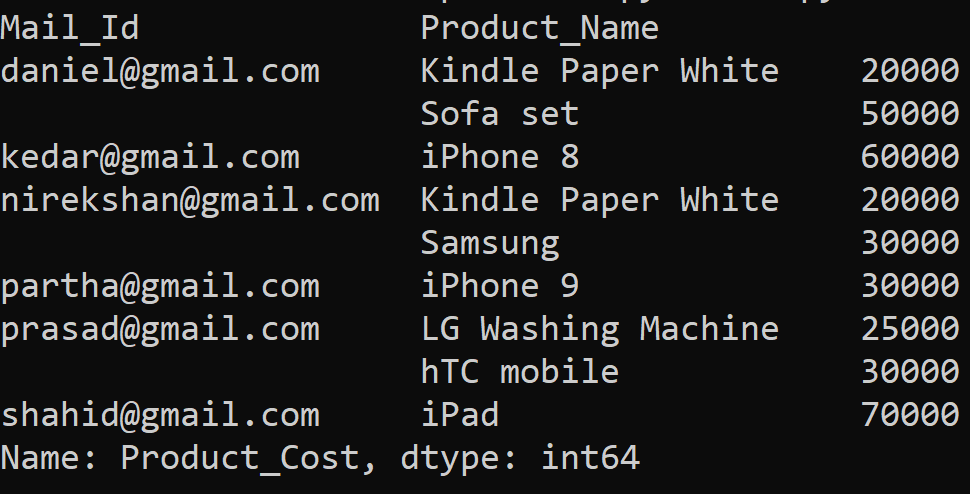 Mail_Id Product_Name
daniel@gmail.com Kindle Paper White 20000
Sofa set 50000
kedar@gmail.com iPhone 8 60000
nirekshan@gmail.com Kindle Paper White 20000
Samsung 30000
partha@gmail.com iPhone 9 30000
prasad@gmail.com LG Washing Machine 25000
hTC mobile 30000
shahid@gmail.com iPad 70000
Name: Product_Cost, dtype: int64